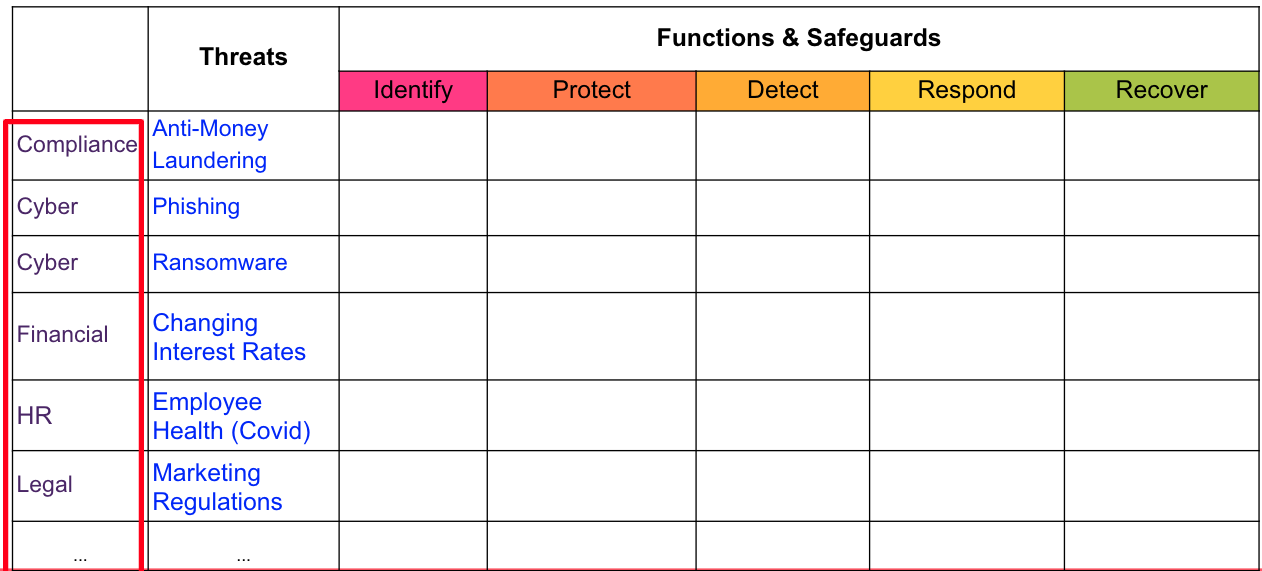 Threats
Functions & Safeguards
Identify
Protect
Detect
Respond
Recover
Compliance
Anti-Money
Laundering
Cyber
Phishing
Cyber
Ransomware
Financial
Changing
Interest Rates
HR
Employee
Health (Covid)
Legal
Marketing
Regulations
...
...